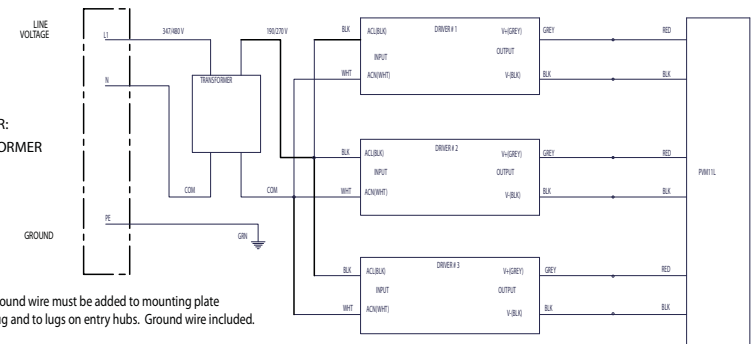 LINE
VOLTAGE
L1
347/480 V
190/270 V
N
TRANSFORMER
R:
ORMER
COM
COM
PE
GROUND
GRN
BLK
ACL(BLK)
DRIVER # 1
V+(GREY)
GREY
RED
INPUT
OUTPUT
WHT
ACN(WHT)
V-(BLK)
BLK
BLK
BLK
ACL(BLK)
DRIVER # 2
V+(GREY)
GREY
RED
INPUT
OUTPUT
PVM11L
WHT
ACN(WHT)
V-(BLK)
BLK
BLK
BLK
ACL(BLK)
DRIVER # 3
V+(GREY)
GREY
RED
INPUT
OUTPUT
WHT
ACN(WHT)
V-(BLK)
BLK
BLK
ound wire must be added to mounting plate
ug and to lugs on entry hubs. Ground wire included.